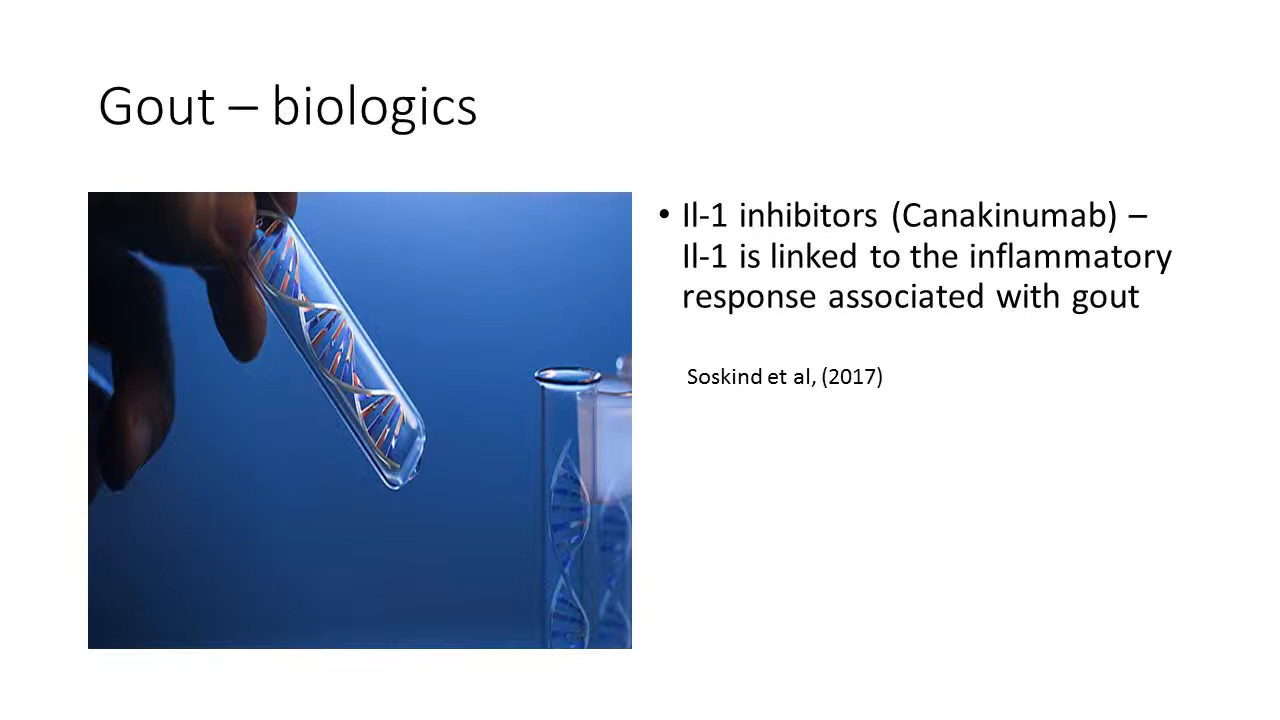 Gout – biologics
• Il-1 inhibitors (Canakinumab) –
Il-1 is linked to the inflammatory
response associated with gout
Soskind et al, (2017)